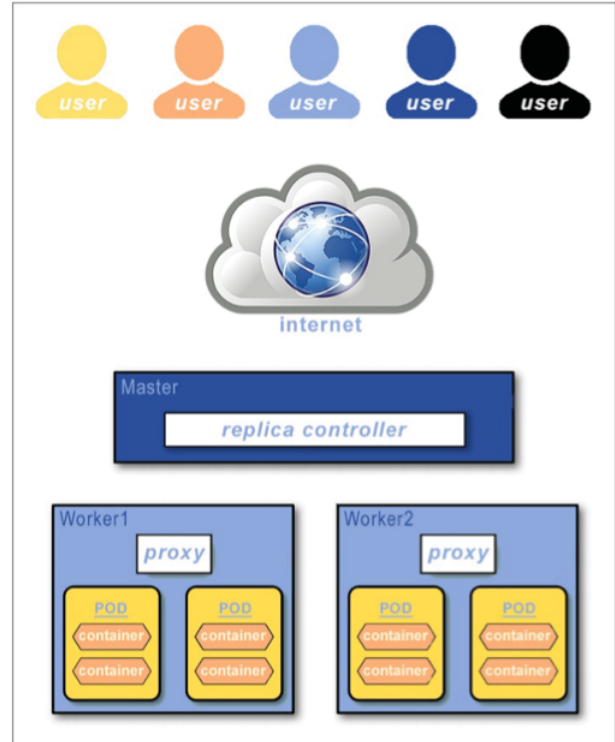 user user user user user
internet
Master
replica controller
Worker1
proxy
POD POD
container container
container container
Worker2
proxy
POD POD
container container
container container